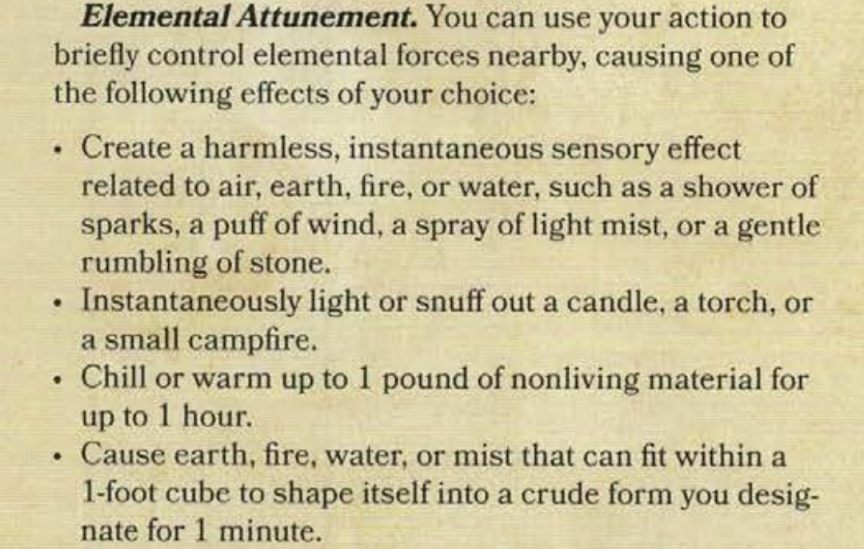 Elemental Attunement. You can use your action to
briefly control elemental forces nearby, causing one of
the following effects of your choice:
• Create a harmless, instantaneous sensory effect
related to air, earth, fire, or water, such as a shower of
sparks, a puff of wind, a spray of light mist, or a gentle
rumbling of stone.
• Instantaneously light or snuff out a candle, a torch, or
a small campfire.
• Chill or warm up to 1 pound of nonliving material for
up to 1 hour.
• Cause earth, fire, water, or mist that can fit within a
1-foot cube to shape itself into a crude form you desig-
nate for 1 minute.